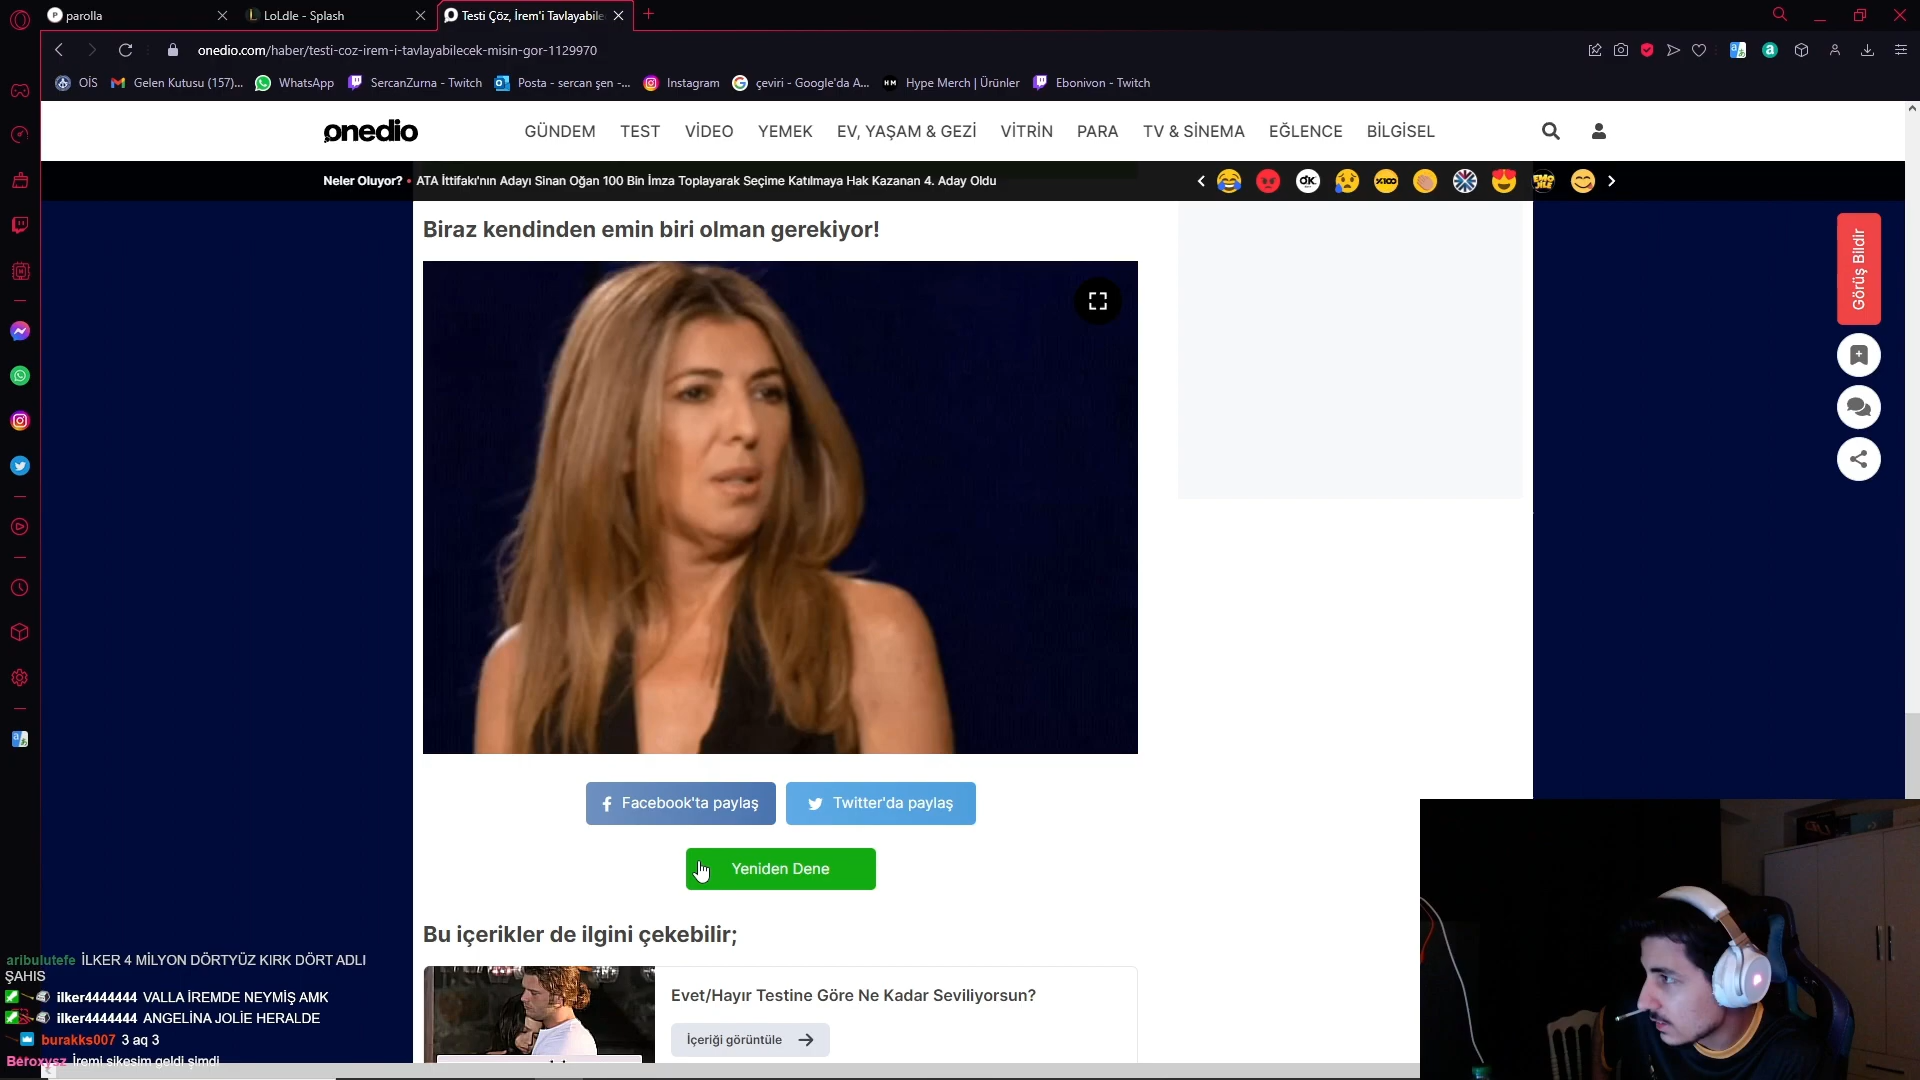 parolla
LoLdle - Splash
Testi Çöz, İrem'i Tavlayabile
onedio.com/haber/testi-coz-irem-i-tavlayabilecek-misin-gor-1129970
OİS
Gelen Kutusu (157)...
WhatsApp
SercanZurna - Twitch
Posta - sercan şen -...
Instagram
çeviri - Google'da A...
HM
Hype Merch | Ürünler
Ebonivon - Twitch
onedio
GÜNDEM
TEST
VİDEO
YEMEK
EV, YAŞAM & GEZİ
VİTRİN
PARA
TV & SİNEMA
EĞLENCE
BİLGİSEL
Neler Oluyor? • ATA İttifakı'nın Adayı Sinan Oğan 100 Bin İmza Toplayarak Seçime Katılmaya Hak Kazanan 4. Aday Oldu
OK
%100
Görüş Bildir
Biraz kendinden emin biri olman gerekiyor!
Facebook'ta paylaş
Twitter'da paylaş
Yeniden Dene
Bu içerikler de ilgini çekebilir;
Evet/Hayır Testine Göre Ne Kadar Seviliyorsun?
İçeriği görüntüle
aribulutefe İLKER 4 MİLYON DÖRTYÜZ KIRK DÖRT ADLI
ŞAHIS
ilker4444444 VALLA İREMDE NEYMİŞ AMK
ilker4444444 ANGELİNA JOLİE HERALDE
burakks007 3 aq 3
Beroxysz İremi sikesim geldi şimdi